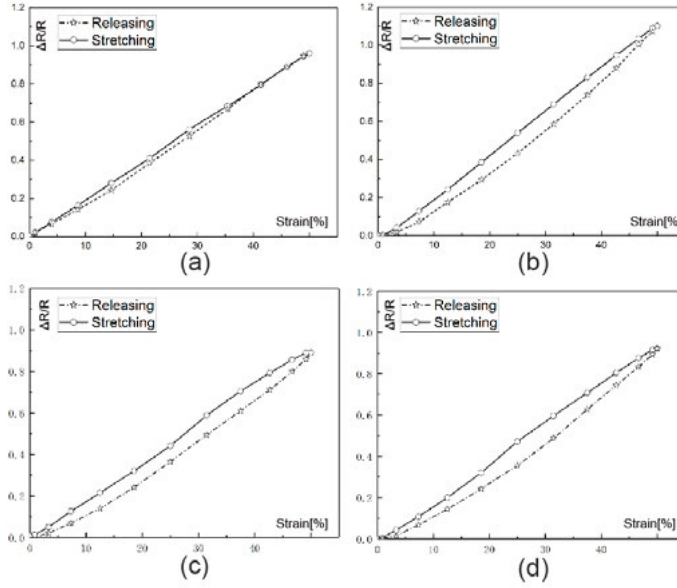 ΔR/R
Releasing
Stretching
1.2
1.0
0.8
0.6
0.4
0.2
0.0
0
10
20
30
40
Strain[%]
(a)
ΔR/R
Releasing
Stretching
1.2
1.0
0.8
0.6
0.4
0.2
0.0
0
10
20
30
40
Strain[%]
(b)
ΔR/R
Releasing
Stretching
1.2
1.0
0.8
0.6
0.4
0.2
0.0
0
10
20
30
40
Strain[%]
(c)
ΔR/R
Releasing
Stretching
1.2
1.0
0.8
0.6
0.4
0.2
0.0
0
10
20
30
40
Strain[%]
(d)